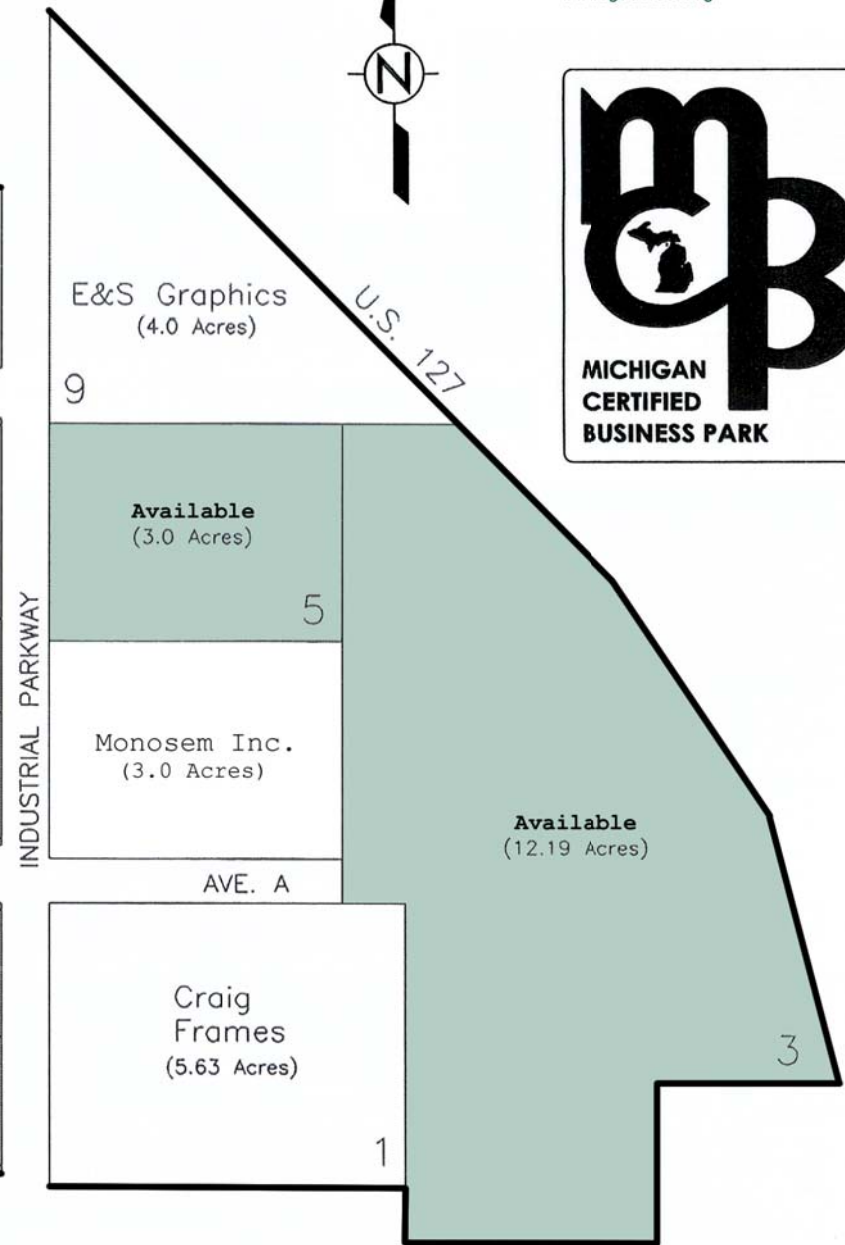 N
E&S Graphics
(4.0 Acres)
9
U.S. 127
mcbp
MICHIGAN
CERTIFIED
BUSINESS PARK
Available
(3.0 Acres)
5
INDUSTRIAL PARKWAY
Monosem Inc.
(3.0 Acres)
Available
(12.19 Acres)
AVE. A
Craig
Frames
(5.63 Acres)
3
1